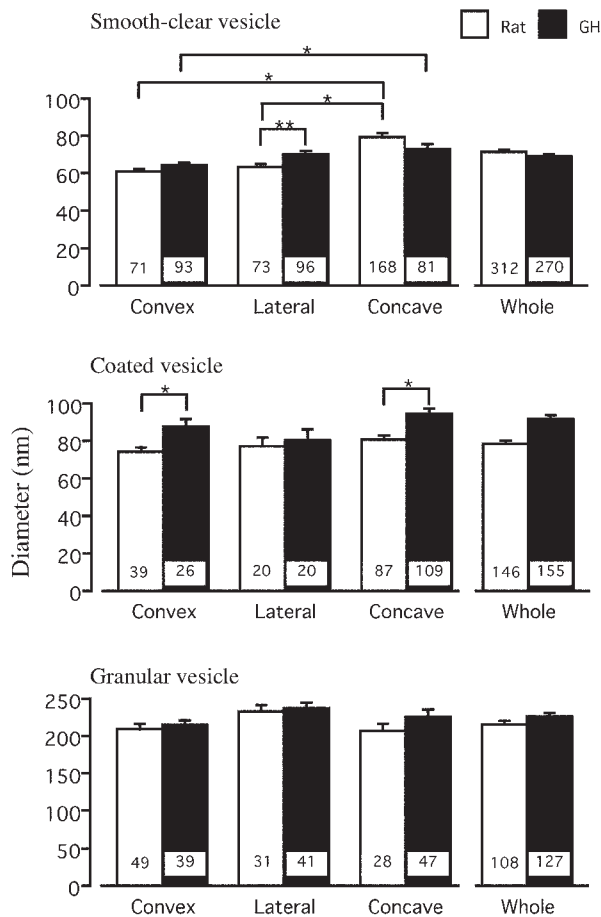 Smooth-clear vesicle
Rat GH
* * * **
100
80
60
40
20
0
71 93 73 96 168 81 312 270
Convex Lateral Concave Whole
Coated vesicle
* *
Diameter (nm)
100
80
60
40
20
0
39 26 20 20 87 109 146 155
Convex Lateral Concave Whole
Granular vesicle
250
200
150
100
50
0
49 39 31 41 28 47 108 127
Convex Lateral Concave Whole